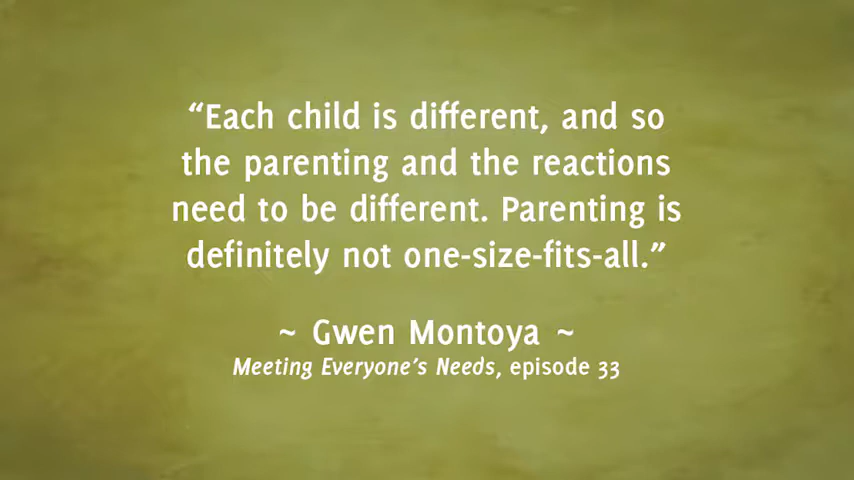 “Each child is different, and so
the parenting and the reactions
need to be different. Parenting is
definitely not one-size-fits-all.”
~ Gwen Montoya ~
Meeting Everyone’s Needs, episode 33